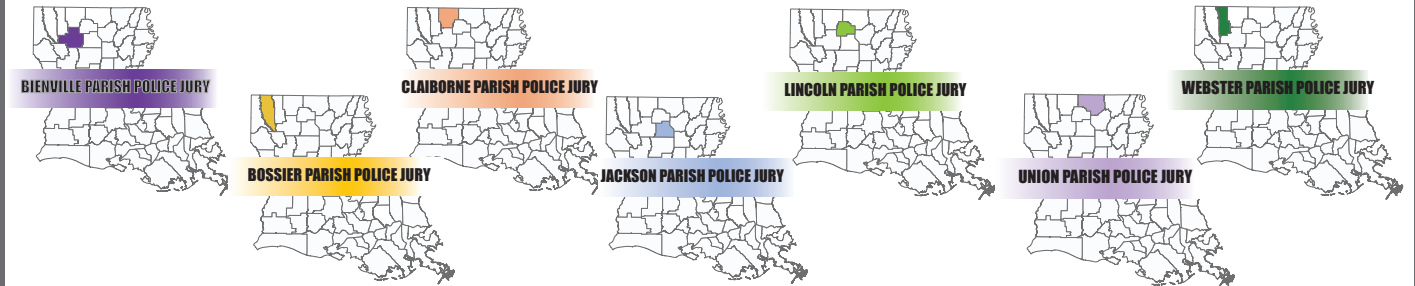 BIENVILLE PARISH POLICE JURY
BOSSIER PARISH POLICE JURY
CLAIBORNE PARISH POLICE JURY
JACKSON PARISH POLICE JURY
LINCOLN PARISH POLICE JURY
UNION PARISH POLICE JURY
WEBSTER PARISH POLICE JURY